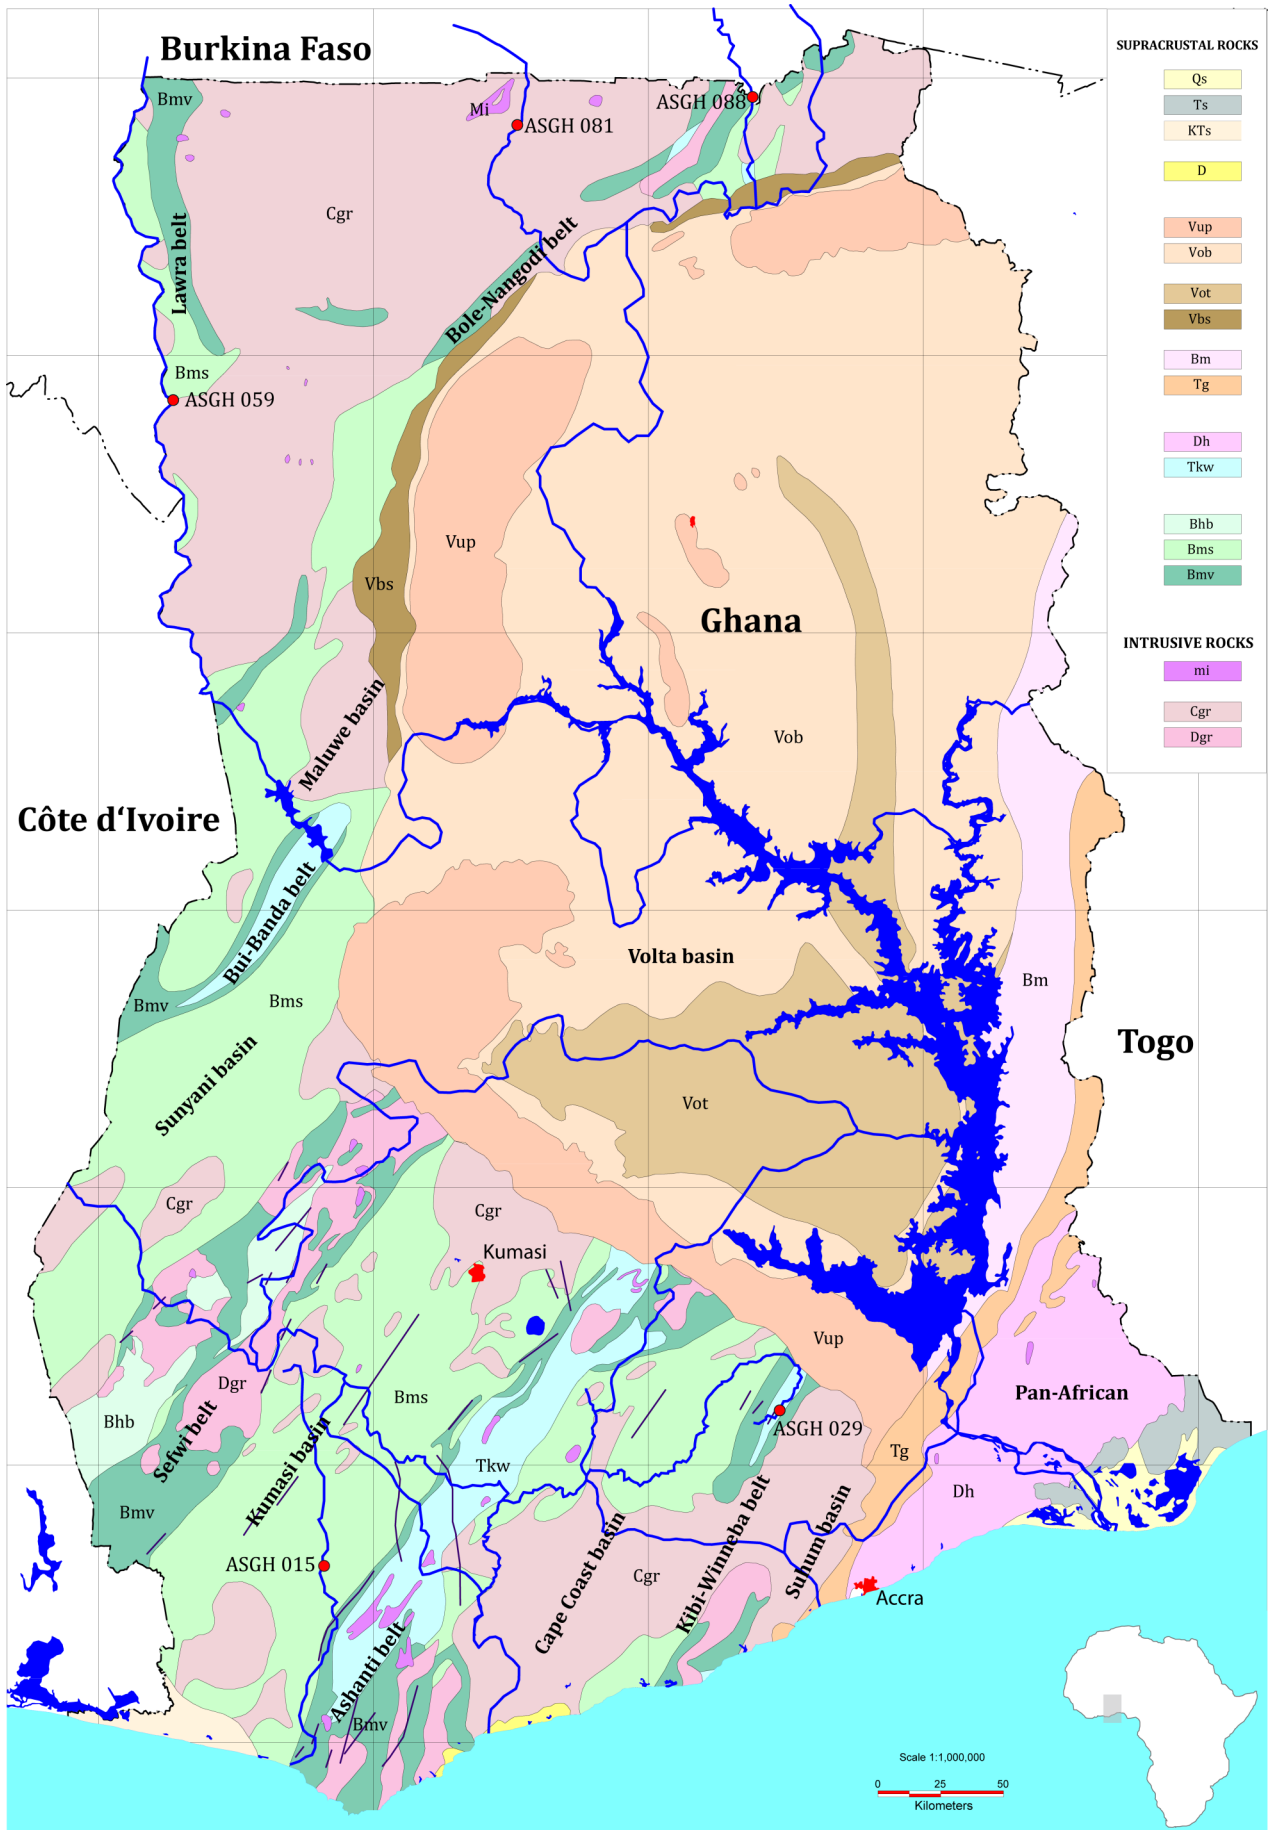 Burkina Faso
SUPRACRUSTAL ROCKS
Qs
Ts
KTs
D
Vup
Vob
Vot
Vbs
Bm
Tg
Dh
Tkw
Bhb
Bms
Bmv
INTRUSIVE ROCKS
mi
Cgr
Dgr
Bmv
Mi
ASGH 088
ASGH 081
Cgr
Lawra belt
Bole-Nangodi belt
Bms
ASGH 059
Vup
Vbs
Ghana
Maluwe basin
Vob
Côte d‘Ivoire
Bui-Banda belt
Volta basin
Bm
Bmv
Bms
Togo
Sunyani basin
Vot
Cgr
Cgr
Kumasi
Vup
Dgr
Bms
Pan-African
Bhb
ASGH 029
Sefwi belt
Kumasi basin
Tkw
Tg
Dh
Bmv
ASGH 015
Cape Coast basin
Cgr
Kibi-Winneba belt
Suhum basin
Accra
Ashanti belt
Bmv
Scale 1:1,000,000
0 25 50
Kilometers